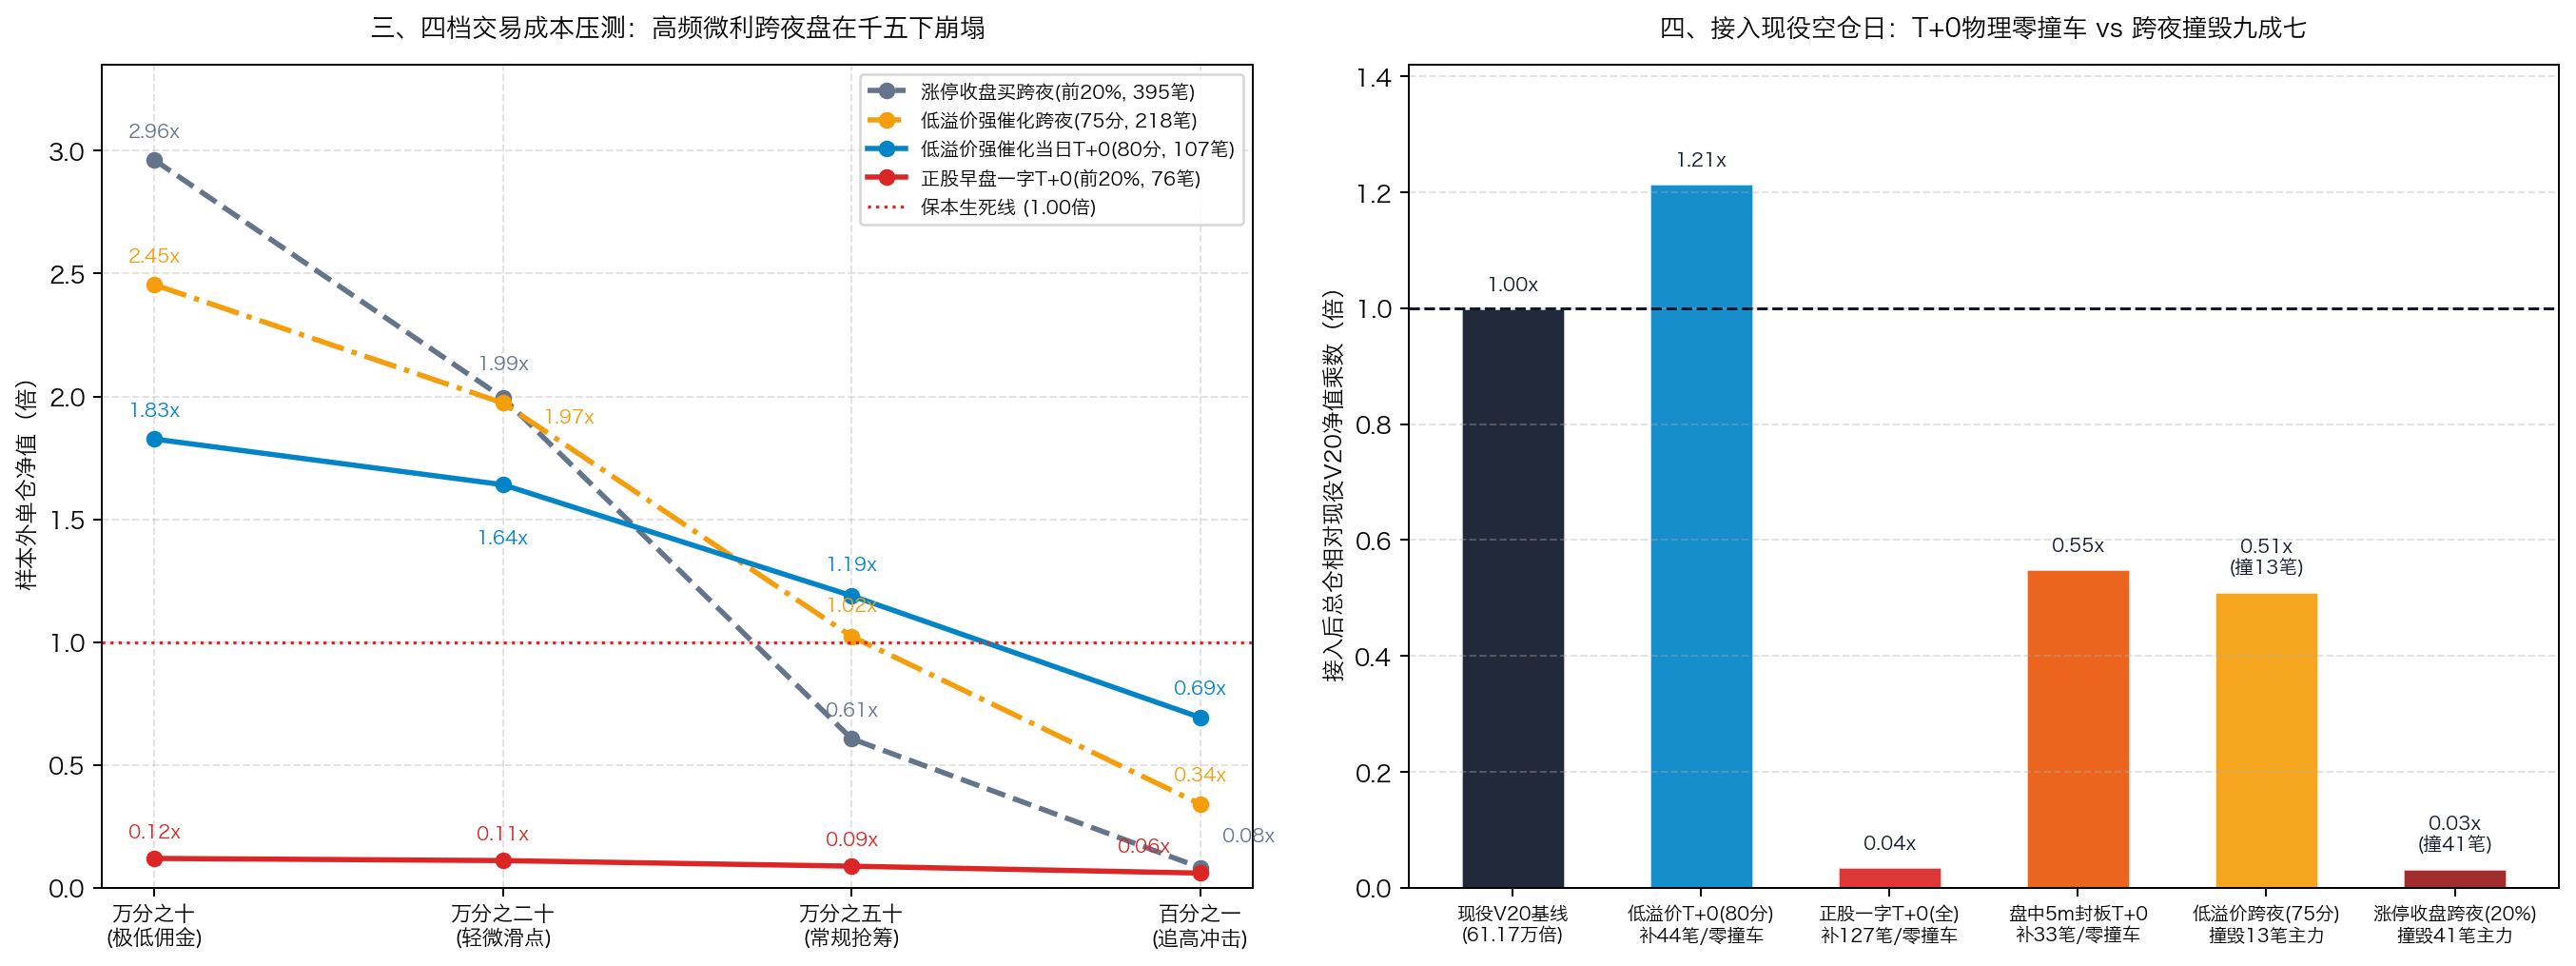 三、四档交易成本压测：高频微利跨夜盘在千五下崩塌
样本外单仓净值（倍）
3.0
2.5
2.0
1.5
1.0
0.5
0.0
2.96x
2.45x
1.83x
0.12x
1.99x
1.97x
1.64x
0.11x
1.19x
1.02x
0.61x
0.09x
0.69x
0.34x
0.08x
0.06x
涨停收盘买跨夜(前20%, 395笔)
低溢价强催化跨夜(75分, 218笔)
低溢价强催化当日T+0(80分, 107笔)
正股早盘一字T+0(前20%, 76笔)
保本生死线 (1.00倍)
万分之十
(极低佣金)
万分之二十
(轻微滑点)
万分之五十
(常规抢筹)
百分之一
(追高冲击)
四、接入现役空仓日：T+0物理零撞车 vs 跨夜撞毁九成七
接入后总仓相对现役V20净值乘数（倍）
1.4
1.2
1.0
0.8
0.6
0.4
0.2
0.0
1.00x
1.21x
0.04x
0.55x
0.51x
(撞13笔)
0.03x
(撞41笔)
现役V20基线
(61.17万倍)
低溢价T+0(80分)
补44笔/零撞车
正股一字T+0(全)
补127笔/零撞车
盘中5m封板T+0
补33笔/零撞车
低溢价跨夜(75分)
撞毁13笔主力
涨停收盘跨夜(20%)
撞毁41笔主力